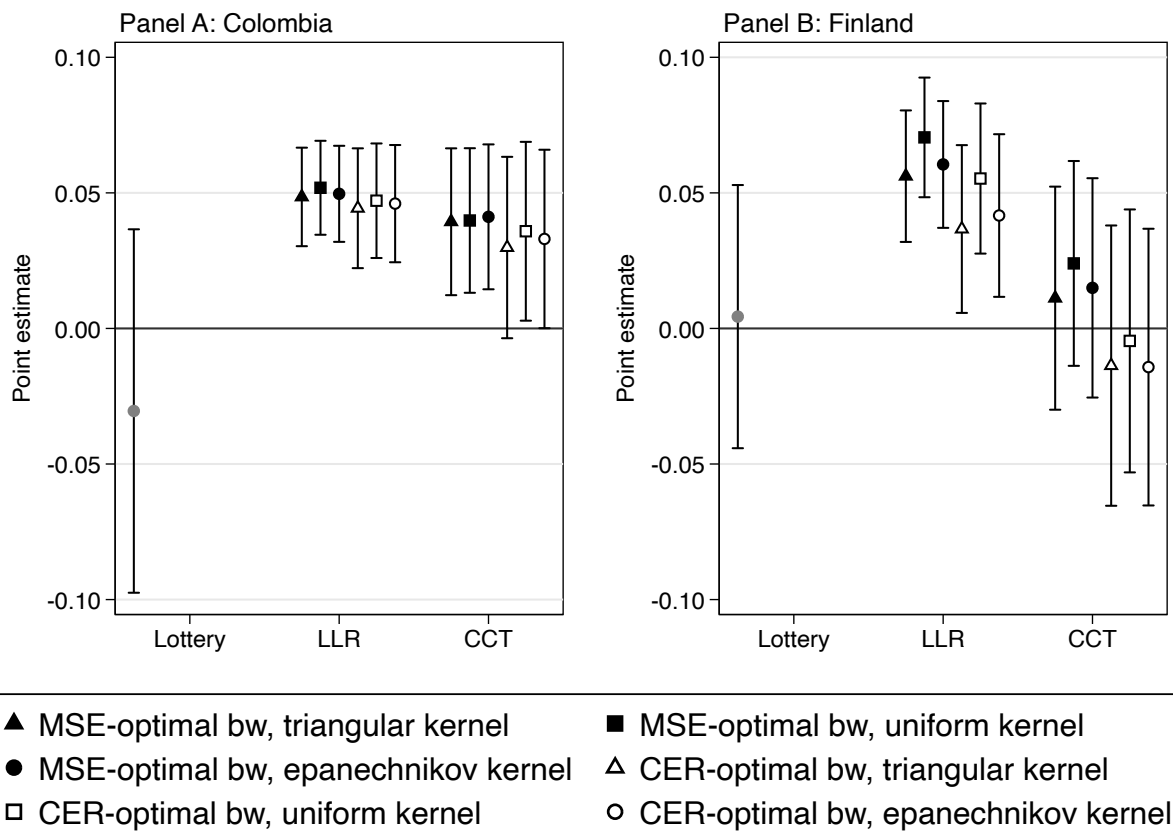 Panel A: Colombia
0.10
0.05
0.00
-0.05
-0.10
Point estimate
Lottery
LLR
CCT
Panel B: Finland
0.10
0.05
0.00
-0.05
-0.10
Point estimate
Lottery
LLR
CCT
MSE-optimal bw, triangular kernel
MSE-optimal bw, uniform kernel
MSE-optimal bw, epanechnikov kernel
CER-optimal bw, triangular kernel
CER-optimal bw, uniform kernel
CER-optimal bw, epanechnikov kernel